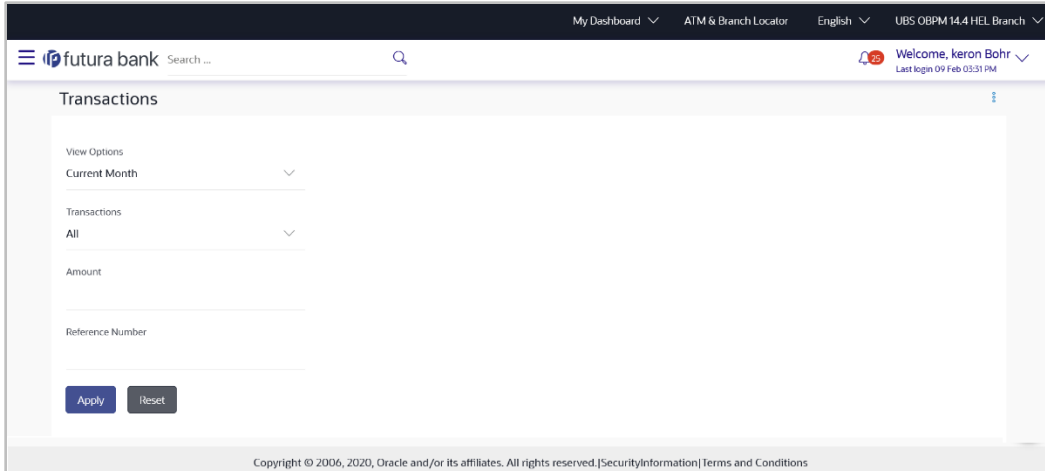 My Dashboard ATM & Branch Locator English UBS OBPM 14.4 HEL Branch
futura bank Search ... 25 Welcome, keron Bohr
Last login 09 Feb 03:31 PM
Transactions
View Options
Current Month
Transactions
All
Amount
Reference Number
Apply Reset
Copyright © 2006, 2020, Oracle and/or its affiliates. All rights reserved.|SecurityInformation|Terms and Conditions